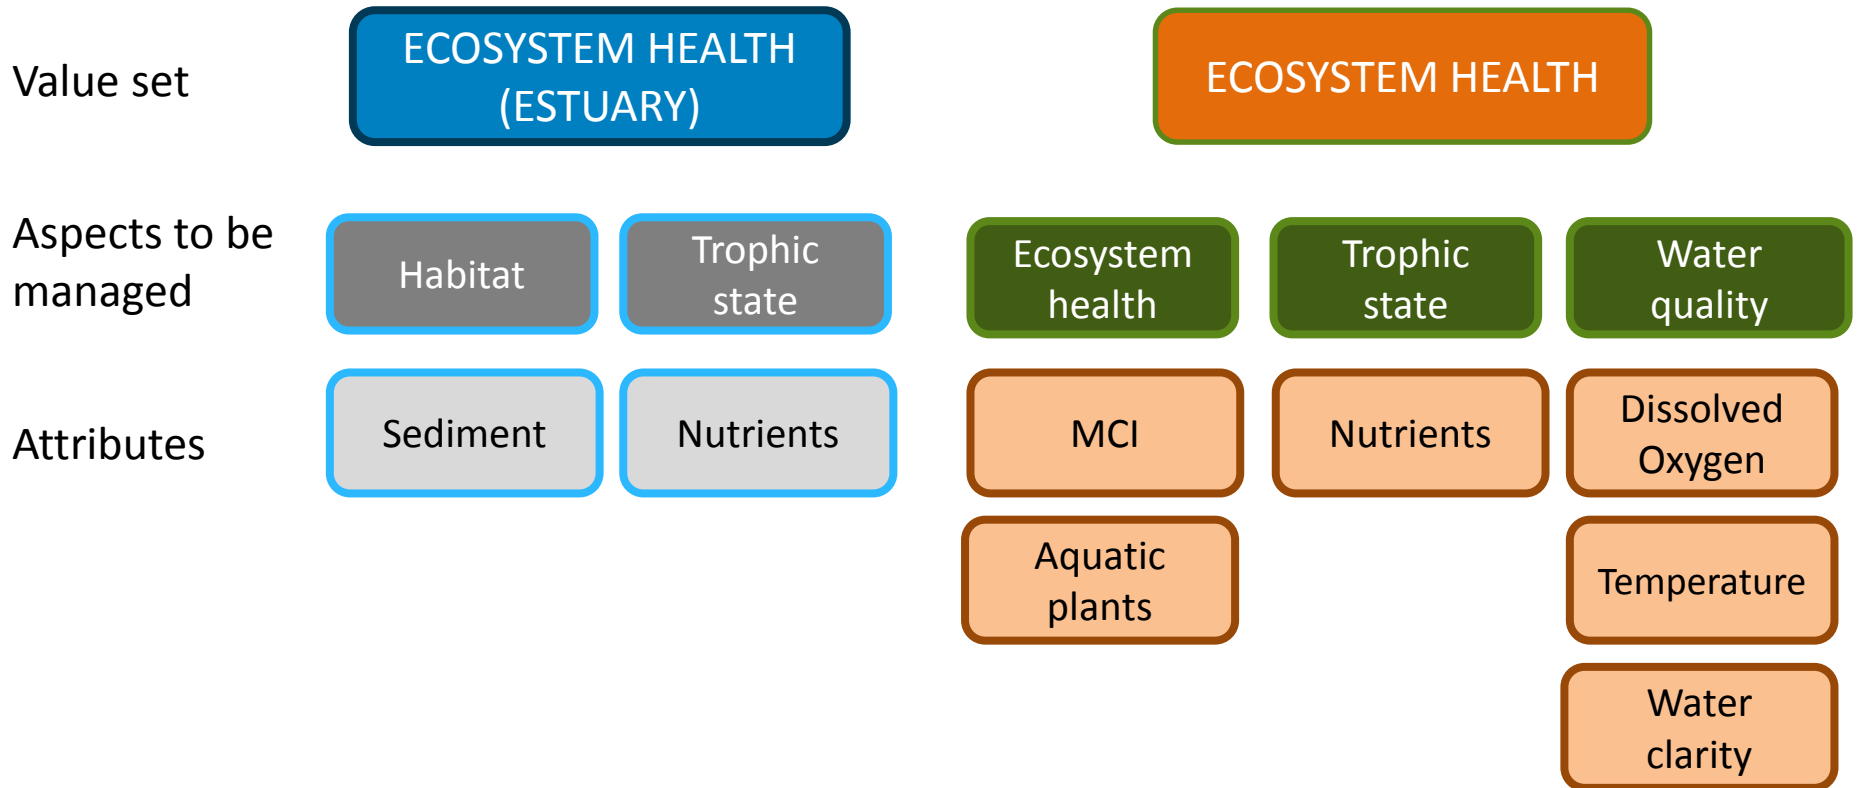 Value set
ECOSYSTEM HEALTH
(ESTUARY)
ECOSYSTEM HEALTH
Aspects to be
managed
Habitat
Trophic
state
Ecosystem
health
Trophic
state
Water
quality
Attributes
Sediment
Nutrients
MCI
Nutrients
Dissolved
Oxygen
Aquatic
plants
Temperature
Water
clarity